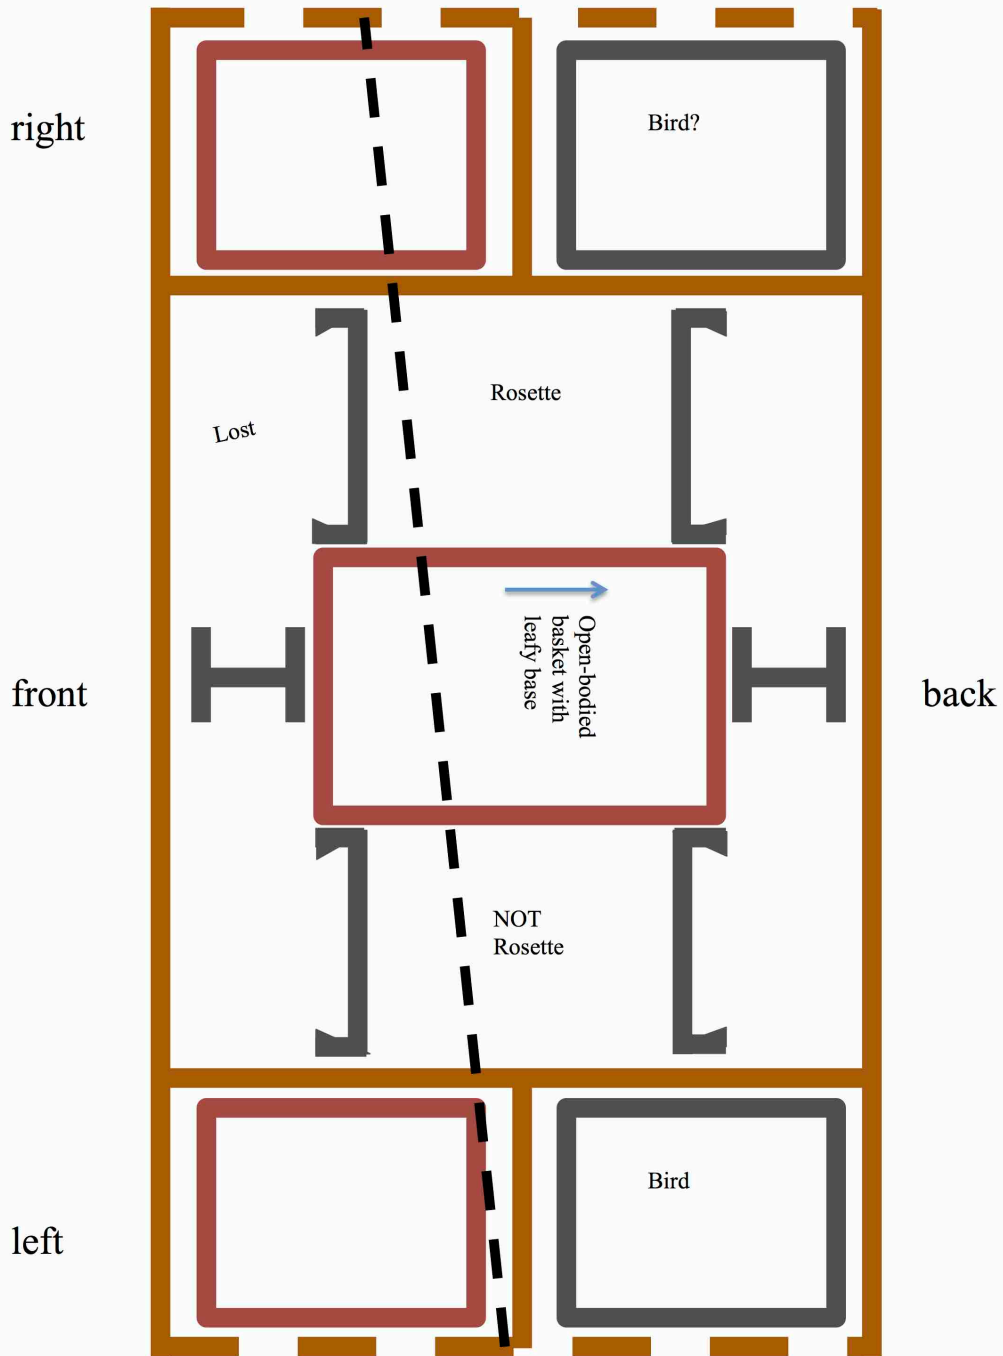 right
Bird?
Rosette
Lost
Open-bodied
basket with
leafy base
front
back
NOT
Rosette
Bird
left